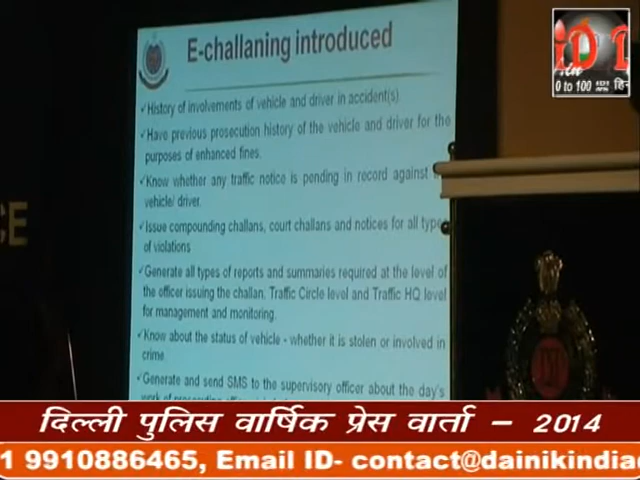 E-challaning introduced
✓History of involvements of vehicle and driver in accident(s)
✓Have previous prosecution history of the vehicle and driver for the
purposes of enhanced fines.
✓Know whether any traffic notice is pending in record against
vehicle/ driver.
✓Issue compounding challans, court challans and notices for all types
of violations
✓Generate all types of reports and summaries required at the level of
the officer issuing the challan. Traffic Circle level and Traffic HQ level
for management and monitoring.
✓Know about the status of vehicle - whether it is stolen or involved in
crime
✓Generate and send SMS to the supervisory officer about the day's
0 to 100
CE
दिल्ली पुलिस वार्षिक प्रेस वार्ता – 2014
1 9910886465, Email ID- contact@dainikindia